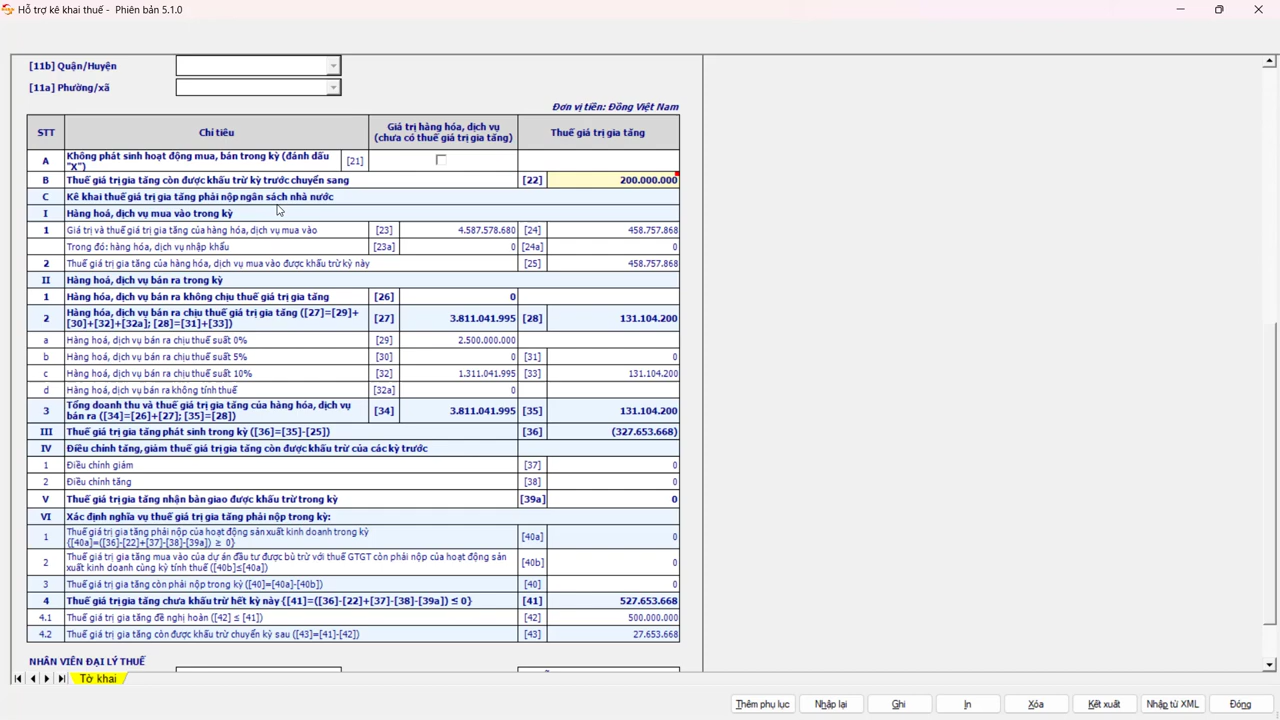 Hỗ trợ kê khai thuế - Phiên bản 5.1.0
[11b] Quận/Huyện
[11a] Phường/xã
Đơn vị tiền: Đồng Việt Nam
STT Chỉ tiêu Giá trị hàng hóa, dịch vụ (chưa có thuế giá trị gia tăng) Thuế giá trị gia tăng
A Không phát sinh hoạt động mua, bán trong kỳ (đánh dấu "X") [21]
B Thuế giá trị gia tăng còn được khấu trừ kỳ trước chuyển sang [22] 200.000.000
C Kê khai thuế giá trị gia tăng phải nộp ngân sách nhà nước
I Hàng hoá, dịch vụ mua vào trong kỳ
1 Giá trị và thuế giá trị gia tăng của hàng hóa, dịch vụ mua vào [23] 4.587.578.680 [24] 458.757.868
Trong đó: hàng hóa, dịch vụ nhập khẩu [23a] 0 [24a] 0
2 Thuế giá trị gia tăng của hàng hóa, dịch vụ mua vào được khấu trừ kỳ này [25] 458.757.868
II Hàng hoá, dịch vụ bán ra trong kỳ
1 Hàng hóa, dịch vụ bán ra không chịu thuế giá trị gia tăng [26] 0
2 Hàng hóa, dịch vụ bán ra chịu thuế giá trị gia tăng ([27]=[29]+ [30]+[32]+[32a]; [28]=[31]+[33]) [27] 3.811.041.995 [28] 131.104.200
a Hàng hoá, dịch vụ bán ra chịu thuế suất 0% [29] 2.500.000.000
b Hàng hoá, dịch vụ bán ra chịu thuế suất 5% [30] 0 [31] 0
c Hàng hoá, dịch vụ bán ra chịu thuế suất 10% [32] 1.311.041.995 [33] 131.104.200
d Hàng hoá, dịch vụ bán ra không tính thuế [32a] 0
3 Tổng doanh thu và thuế giá trị gia tăng của hàng hóa, dịch vụ bán ra ([34]=[26]+[27]; [35]=[28]) [34] 3.811.041.995 [35] 131.104.200
III Thuế giá trị gia tăng phát sinh trong kỳ ([36]=[35]-[25]) [36] (327.653.668)
IV Điều chỉnh tăng, giảm thuế giá trị gia tăng còn được khấu trừ của các kỳ trước
1 Điều chỉnh giảm [37] 0
2 Điều chỉnh tăng [38] 0
V Thuế giá trị gia tăng nhận bàn giao được khấu trừ trong kỳ [39a] 0
VI Xác định nghĩa vụ thuế giá trị gia tăng phải nộp trong kỳ:
1 Thuế giá trị gia tăng phải nộp của hoạt động sản xuất kinh doanh trong kỳ {[40a]=([36]-[22]+[37]-[38]-[39a]) ≥ 0} [40a] 0
2 Thuế giá trị gia tăng mua vào của dự án đầu tư được bù trừ với thuế GTGT còn phải nộp của hoạt động sản xuất kinh doanh cùng kỳ tính thuế ([40b]≤[40a]) [40b] 0
3 Thuế giá trị gia tăng còn phải nộp trong kỳ ([40]=[40a]-[40b]) [40] 0
4 Thuế giá trị gia tăng chưa khấu trừ hết kỳ này {[41]=([36]-[22]+[37]-[38]-[39a]) ≤ 0} [41] 527.653.668
4.1 Thuế giá trị gia tăng đề nghị hoàn ([42] ≤ [41]) [42] 500.000.000
4.2 Thuế giá trị gia tăng còn được khấu trừ chuyển kỳ sau ([43]=[41]-[42]) [43] 27.653.668
NHÂN VIÊN ĐẠI LÝ THUẾ
Tờ khai
Thêm phụ lục Nhập lại Ghi In Xóa Kết xuất Nhập từ XML Đóng